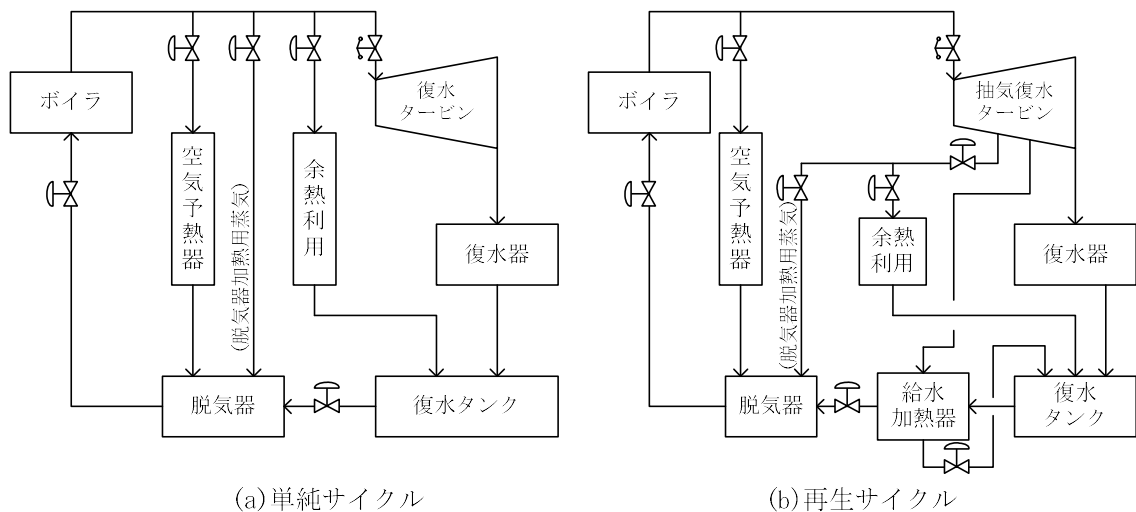 ボイラ
空気予熱器
(脱気器加熱用蒸気)
余熱利用
復水
タービン
復水器
脱気器
復水タンク
(a)単純サイクル
ボイラ
空気予熱器
(脱気器加熱用蒸気)
余熱
利用
抽気復水
タービン
復水器
脱気器
給水
加熱器
復水
タンク
(b)再生サイクル